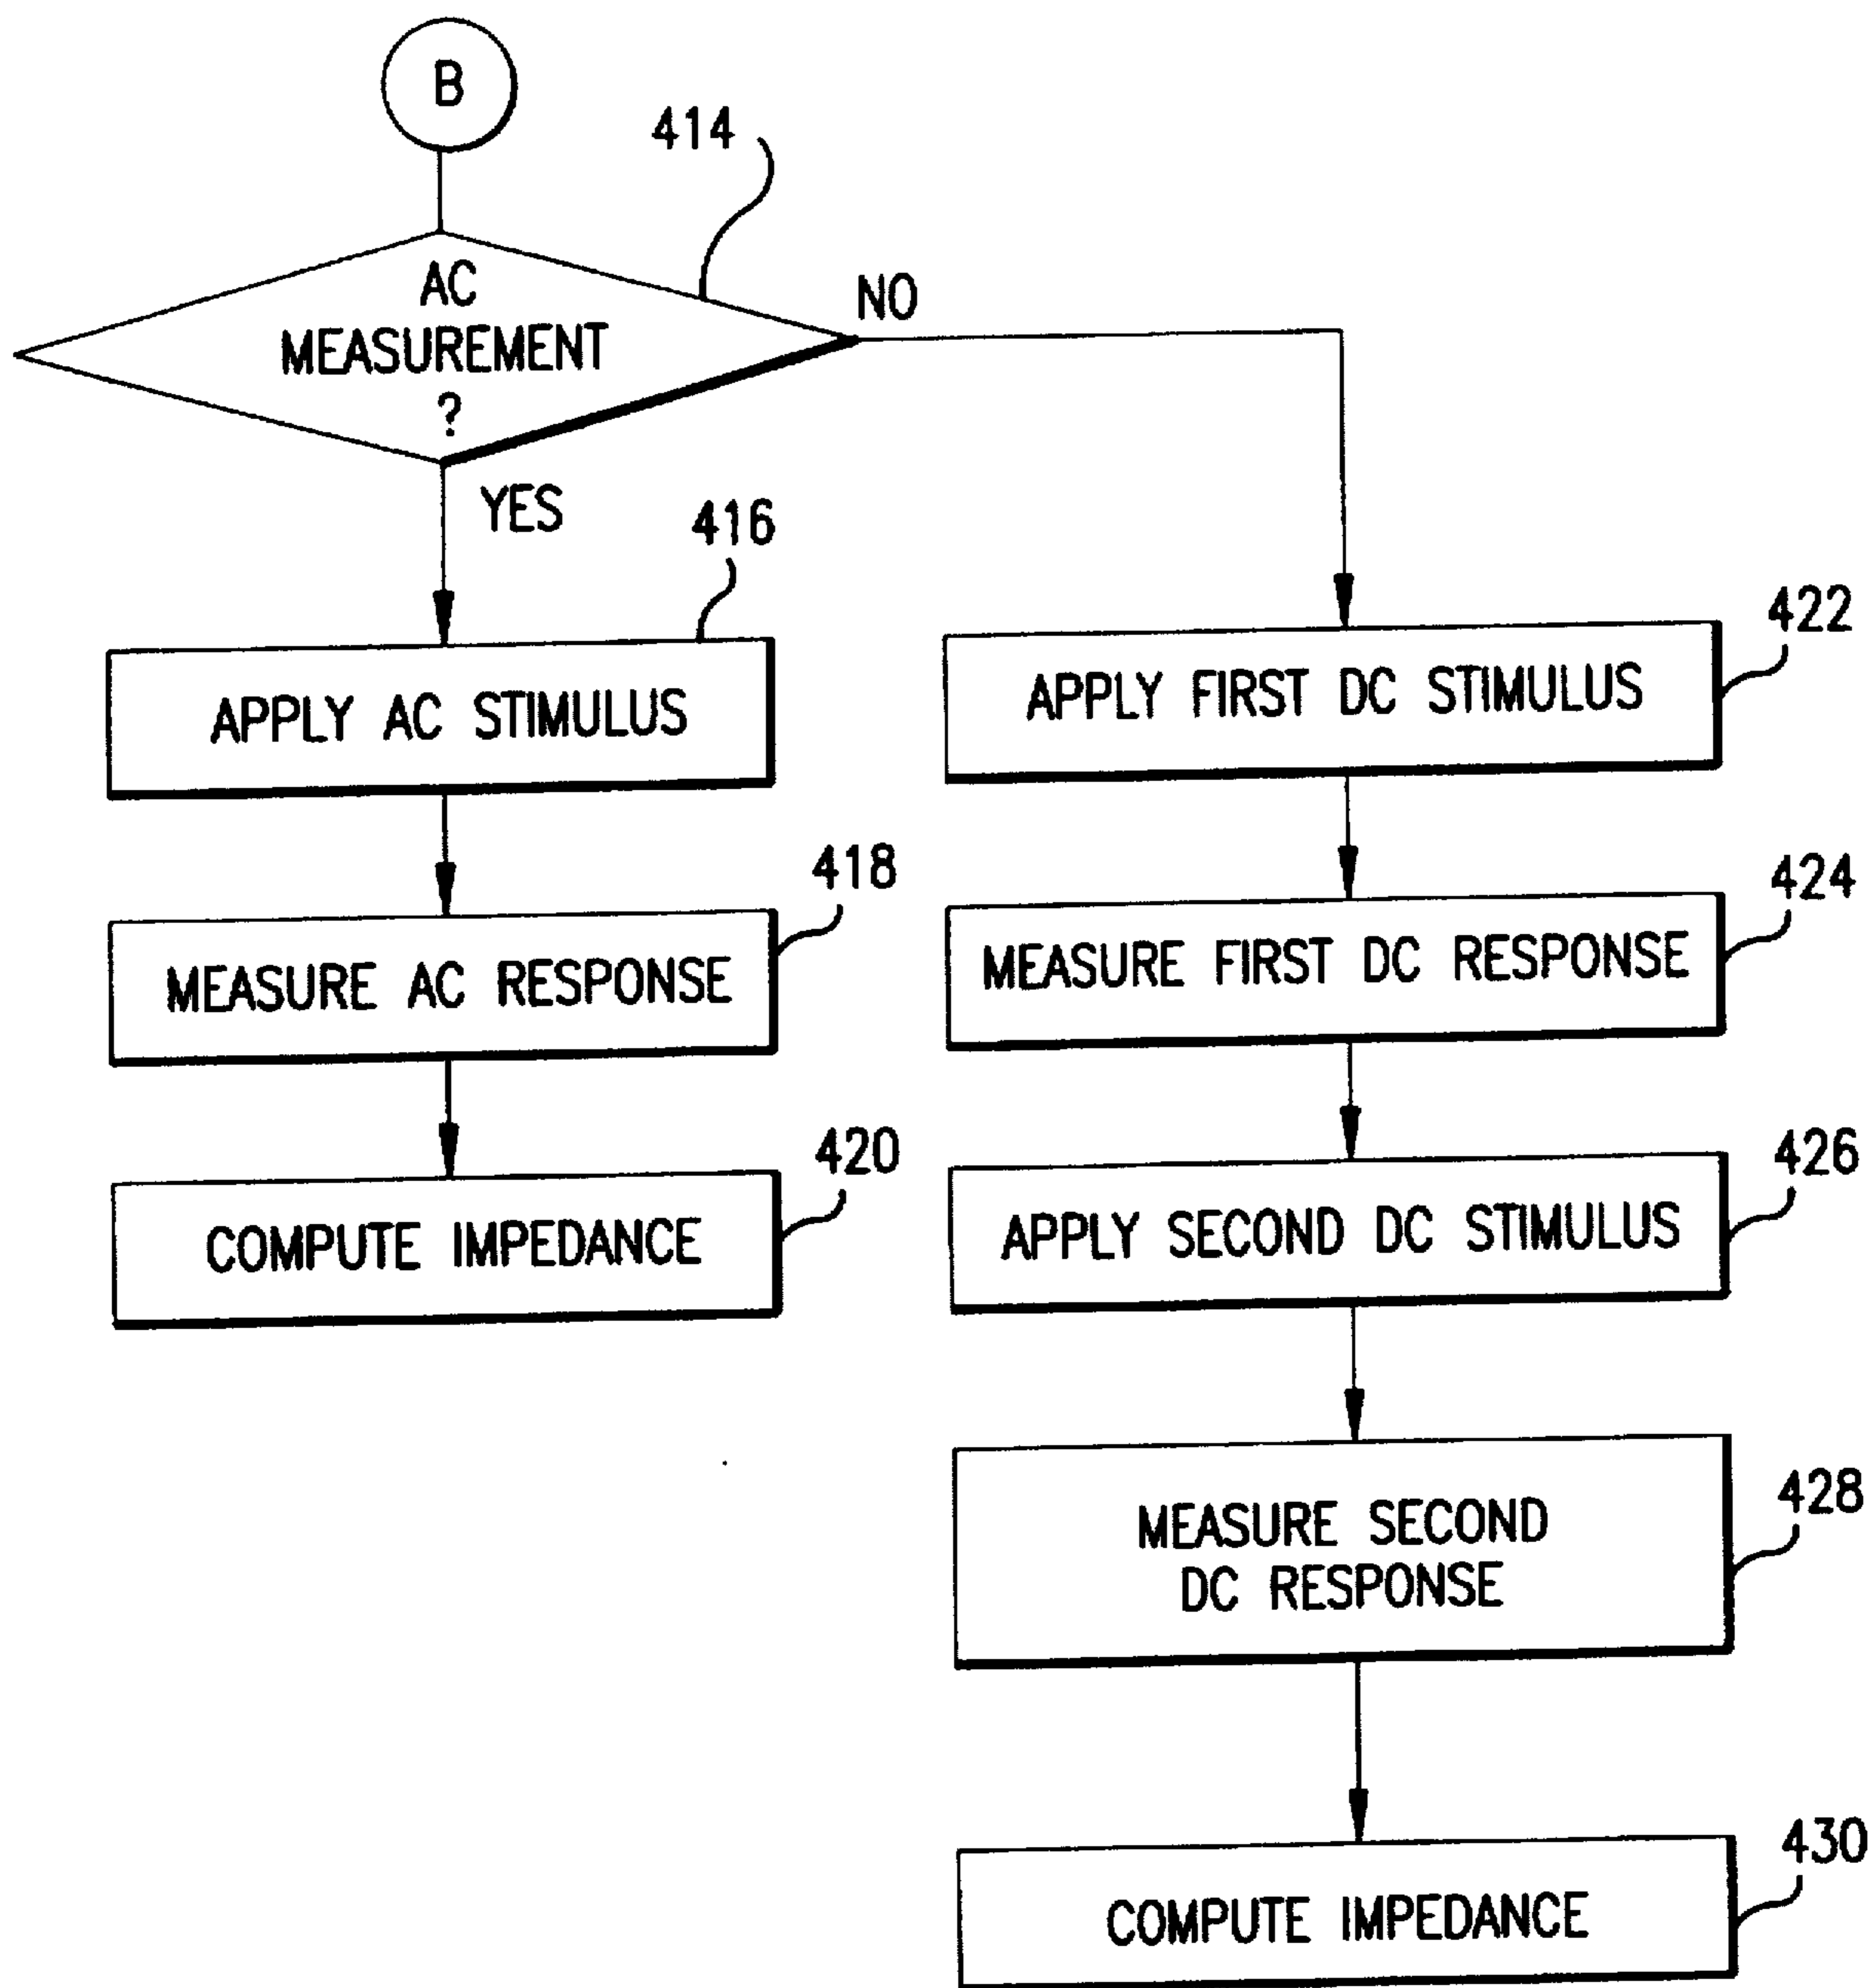 B
414
AC
MEASUREMENT
?
NO
YES
416
APPLY AC STIMULUS
418
MEASURE AC RESPONSE
420
COMPUTE IMPEDANCE
422
APPLY FIRST DC STIMULUS
424
MEASURE FIRST DC RESPONSE
426
APPLY SECOND DC STIMULUS
428
MEASURE SECOND
DC RESPONSE
430
COMPUTE IMPEDANCE